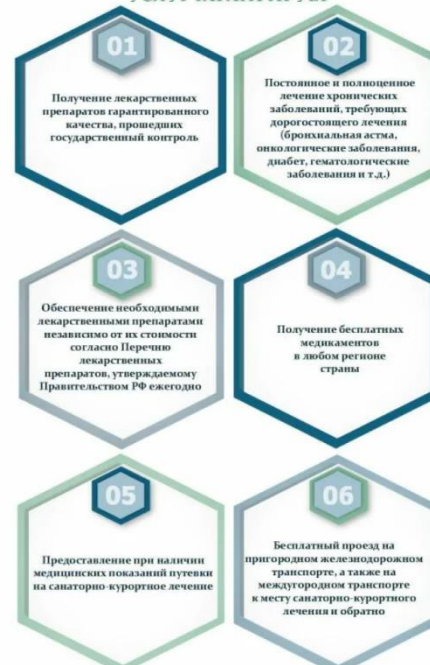 01
Получение лекарственных
препаратов гарантированного
качества, прошедших
государственный контроль
02
Постоянное и полноценное
лечение хронических
заболеваний, требующих
дорогостоящего лечения
(бронхиальная астма,
онкологические заболевания,
диабет, гематологические
заболевания и т.д.)
03
Обеспечение необходимыми
лекарственными препаратами
независимо от их стоимости
согласно Перечню
лекарственных
препаратов, утверждаемому
Правительством РФ ежегодно
04
Получение бесплатных
медикаментов
в любом регионе
страны
05
Предоставление при наличии
медицинских показаний путевки
на санаторно-курортное лечение
06
Бесплатный проезд на
пригородном железнодорожном
транспорте, а также на
междугородном транспорте
к месту санаторно-курортного
лечения и обратно